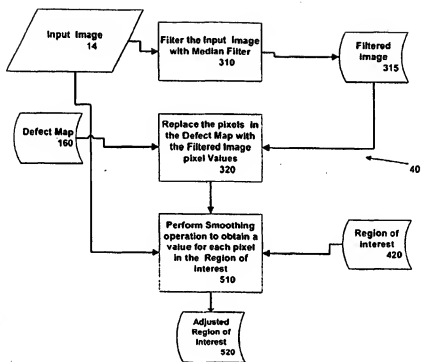 Input Image
14
Filter the Input Image
with Median Filter
310
Filtered
Image
315
Defect Map
160
Replace the pixels in
the Defect Map with
the Filtered Image
pixel Values
320
40
Perform Smoothing
operation to obtain a
value for each pixel
in the Region of
Interest
510
Region of
Interest
420
Adjusted
Region of
Interest
520